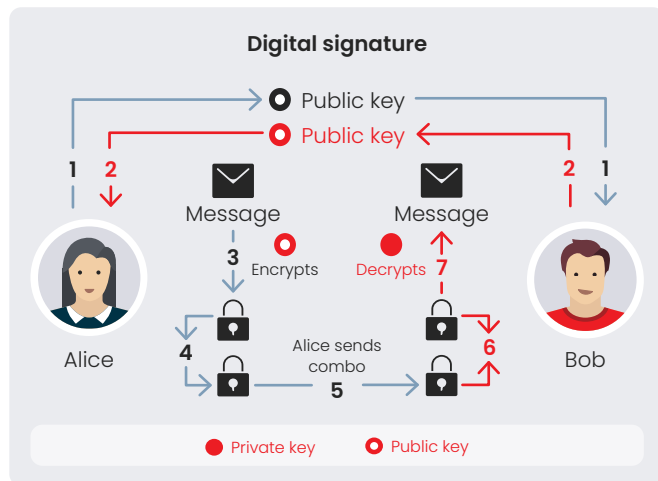 Digital signature
Public key
Public key
1
2
2
1
Message
Message
3
Encrypts
Decrypts
7
4
Alice sends
combo
5
6
Alice
Bob
Private key
Public key